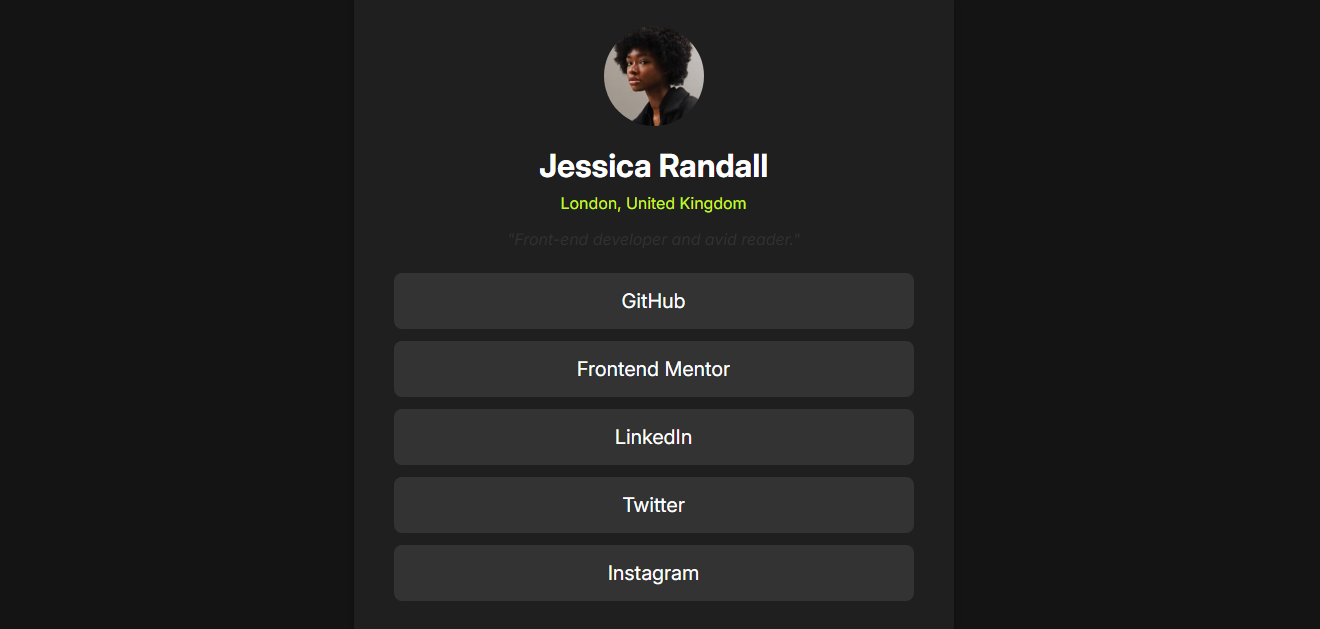 Jessica Randall
London, United Kingdom
"Front-end developer and avid reader."
GitHub
Frontend Mentor
LinkedIn
Twitter
Instagram